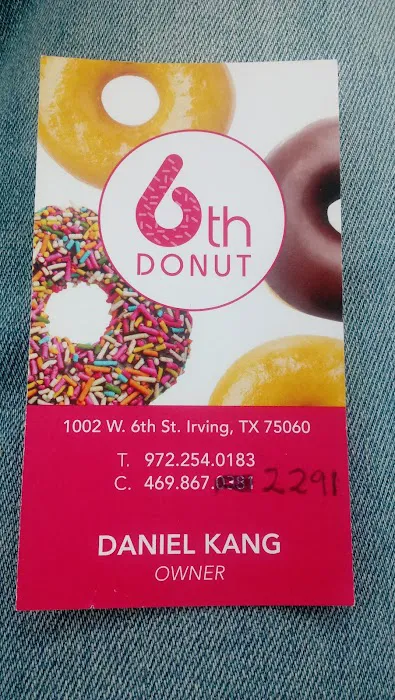 6th
DONUT
1002 W. 6th St. Irving, TX 75060
T. 972.254.0183
C. 469.867. 2291
DANIEL KANG
OWNER